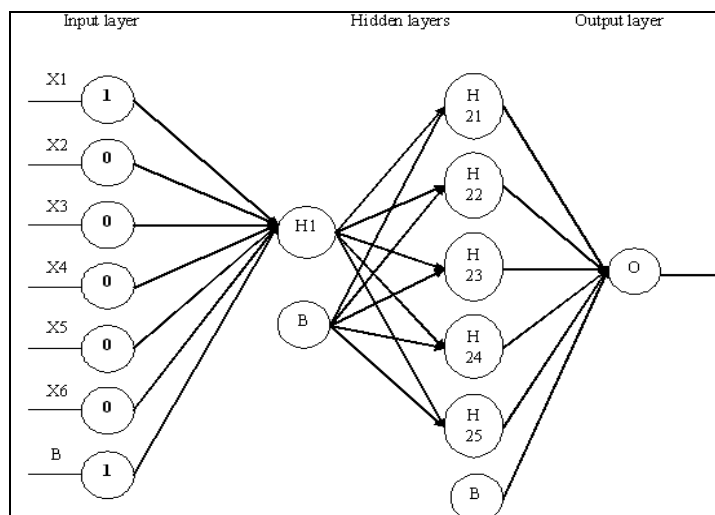 Input layer
Hidden layers
Output layer
X1
1
X2
0
X3
0
X4
0
X5
0
X6
0
B
1
H1
B
H
21
H
22
H
23
H
24
H
25
B
O